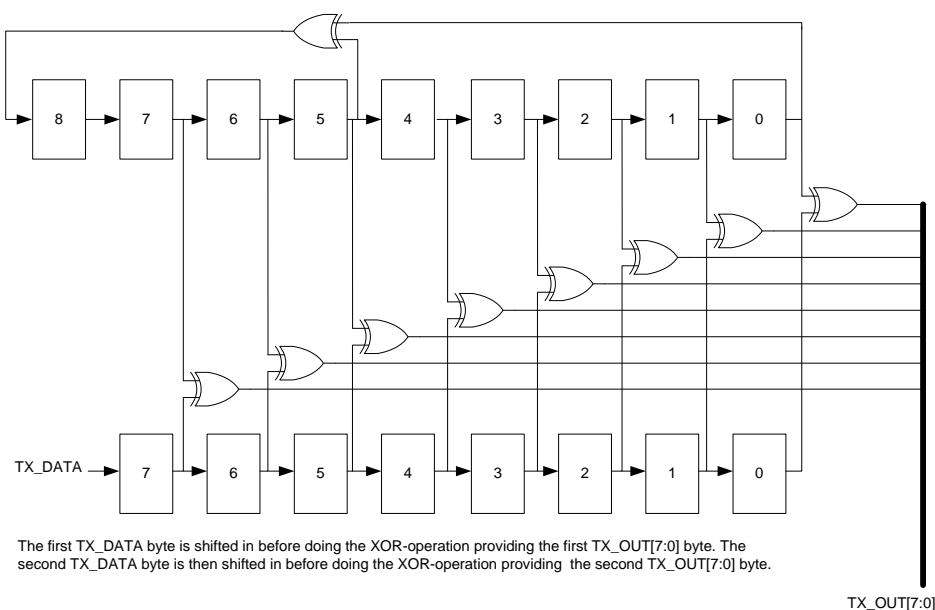 8 7 6 5 4 3 2 1 0
TX_DATA 7 6 5 4 3 2 1 0
The first TX_DATA byte is shifted in before doing the XOR-operation providing the first TX_OUT[7:0] byte. The
second TX_DATA byte is then shifted in before doing the XOR-operation providing the second TX_OUT[7:0] byte.
TX_OUT[7:0]